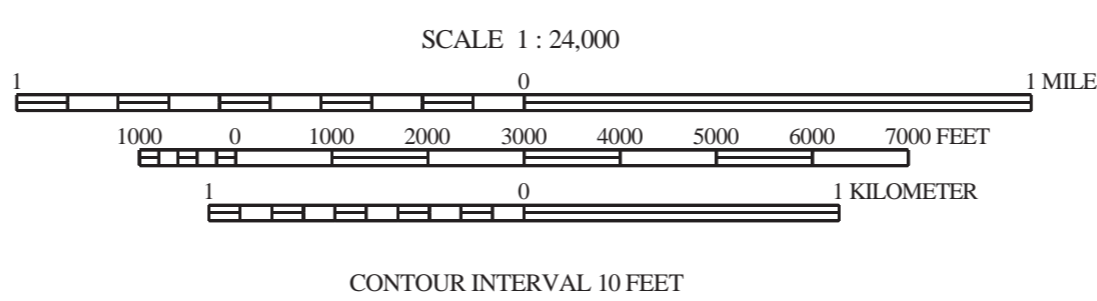 SCALE 1 : 24,000
1 0 1 MILE
1000 0 1000 2000 3000 4000 5000 6000 7000 FEET
1 0 1 KILOMETER
CONTOUR INTERVAL 10 FEET